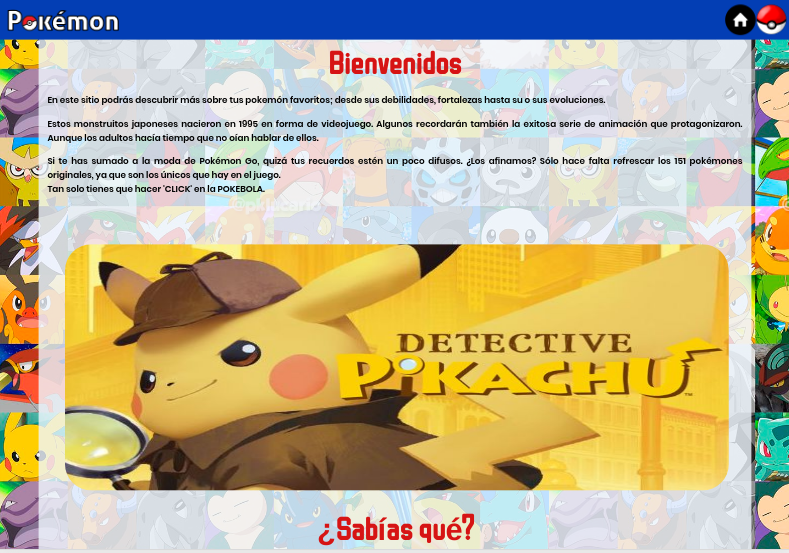 Pokémon
Bienvenidos
En este sitio podrás descubrir más sobre tus pokemón favoritos; desde sus debilidades, fortalezas hasta su o sus evoluciones.
Estos monstruitos japoneses nacieron en 1995 en forma de videojuego. Algunos recordarán también la exitosa serie de animación que protagonizaron.
Aunque los adultos hacía tiempo que no oían hablar de ellos.
Si te has sumado a la moda de Pokémon Go, quizá tus recuerdos estén un poco difusos. ¿Los afinamos? Sólo hace falta refrescar los 151 pokémones
originales, ya que son los únicos que hay en el juego.
Tan solo tienes que hacer 'CLICK' en la POKEBOLA.
DETECTIVE
PiKACHU™
¿Sabías qué?